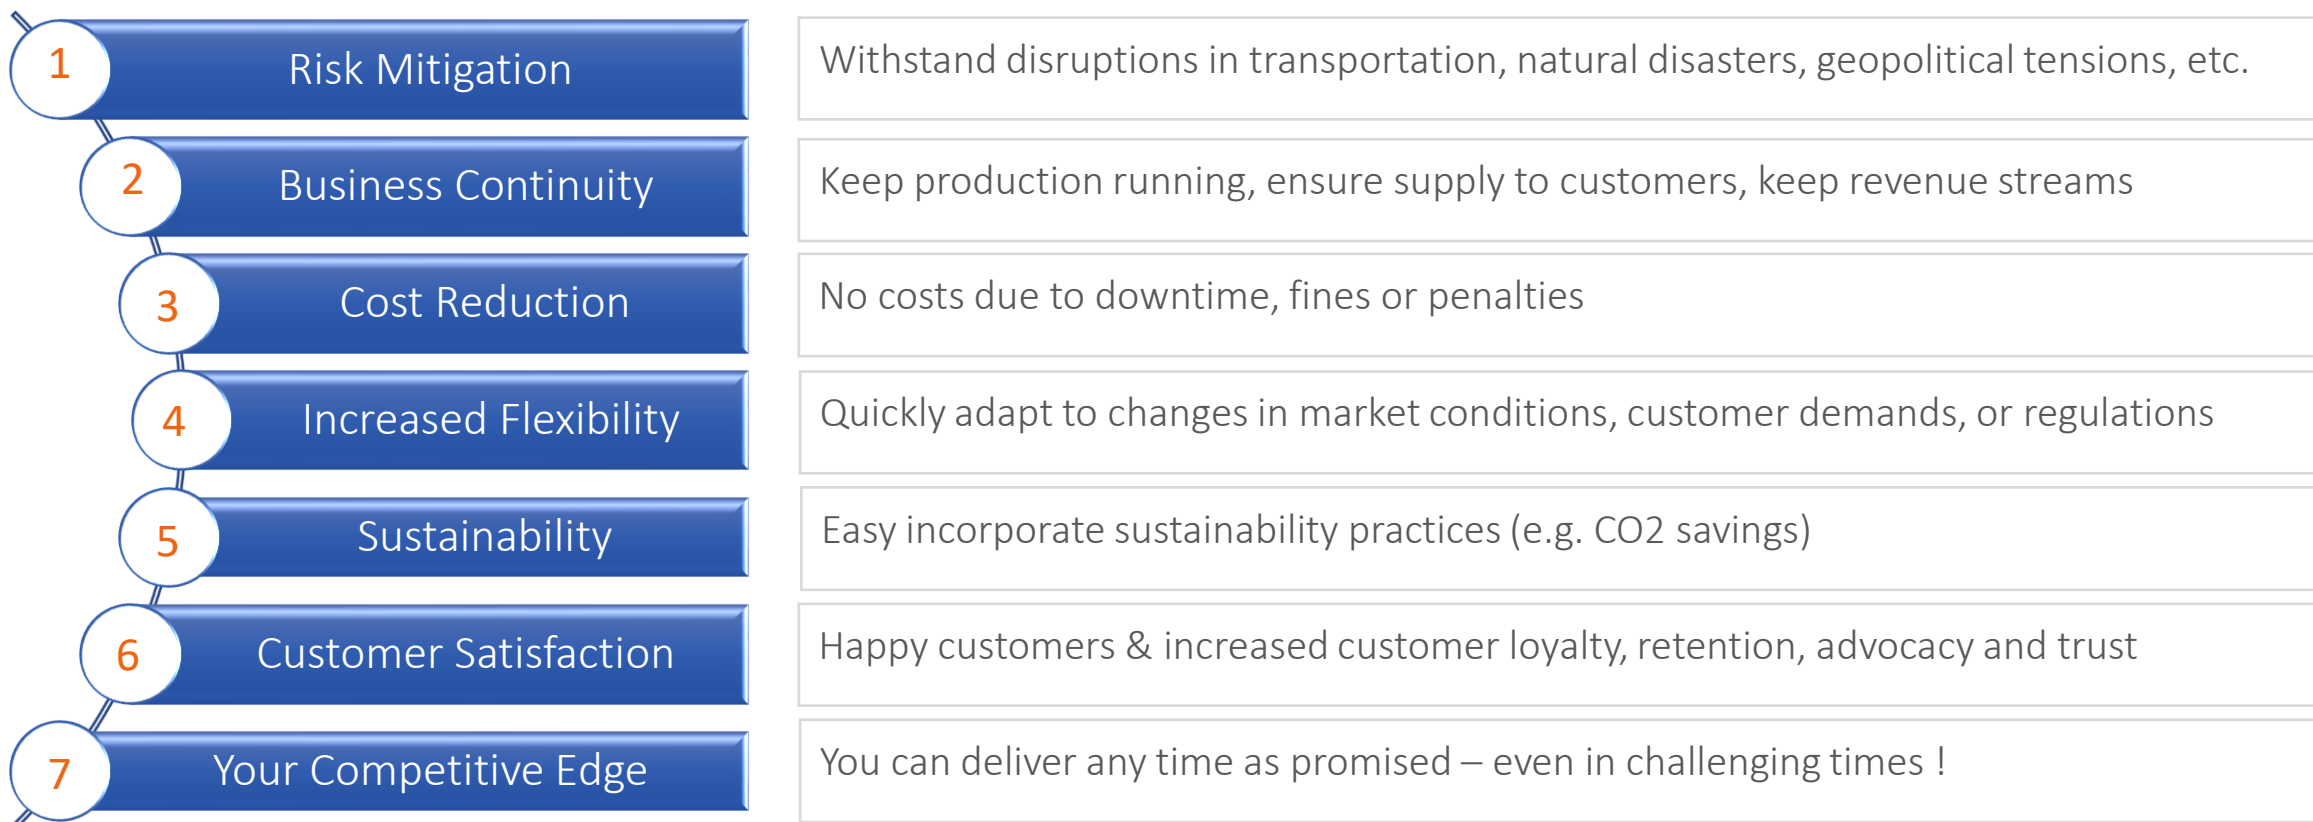 1
Risk Mitigation
Withstand disruptions in transportation, natural disasters, geopolitical tensions, etc.
2
Business Continuity
Keep production running, ensure supply to customers, keep revenue streams
3
Cost Reduction
No costs due to downtime, fines or penalties
4
Increased Flexibility
Quickly adapt to changes in market conditions, customer demands, or regulations
5
Sustainability
Easy incorporate sustainability practices (e.g. CO2 savings)
6
Customer Satisfaction
Happy customers & increased customer loyalty, retention, advocacy and trust
7
Your Competitive Edge
You can deliver any time as promised – even in challenging times !